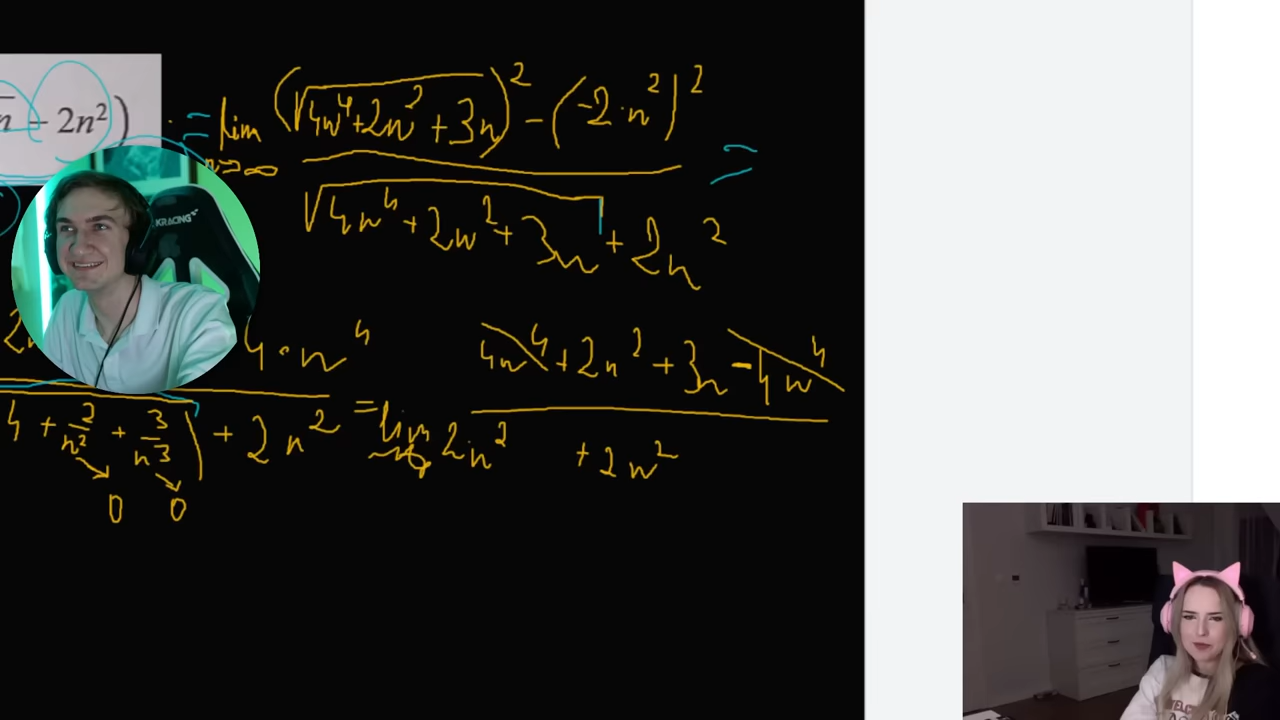 n - 2n²)
= lim n→∞ (√4n⁴+2n²+3n)² - (-2·n²)² =
√4n⁴+2n²+3n + 2n²
KRACING
4·n⁴
4n⁴+2n²+3n-4n⁴
4 + 2/n² + 3/n³) + 2n² = lim 2n² + 2n²
0 0